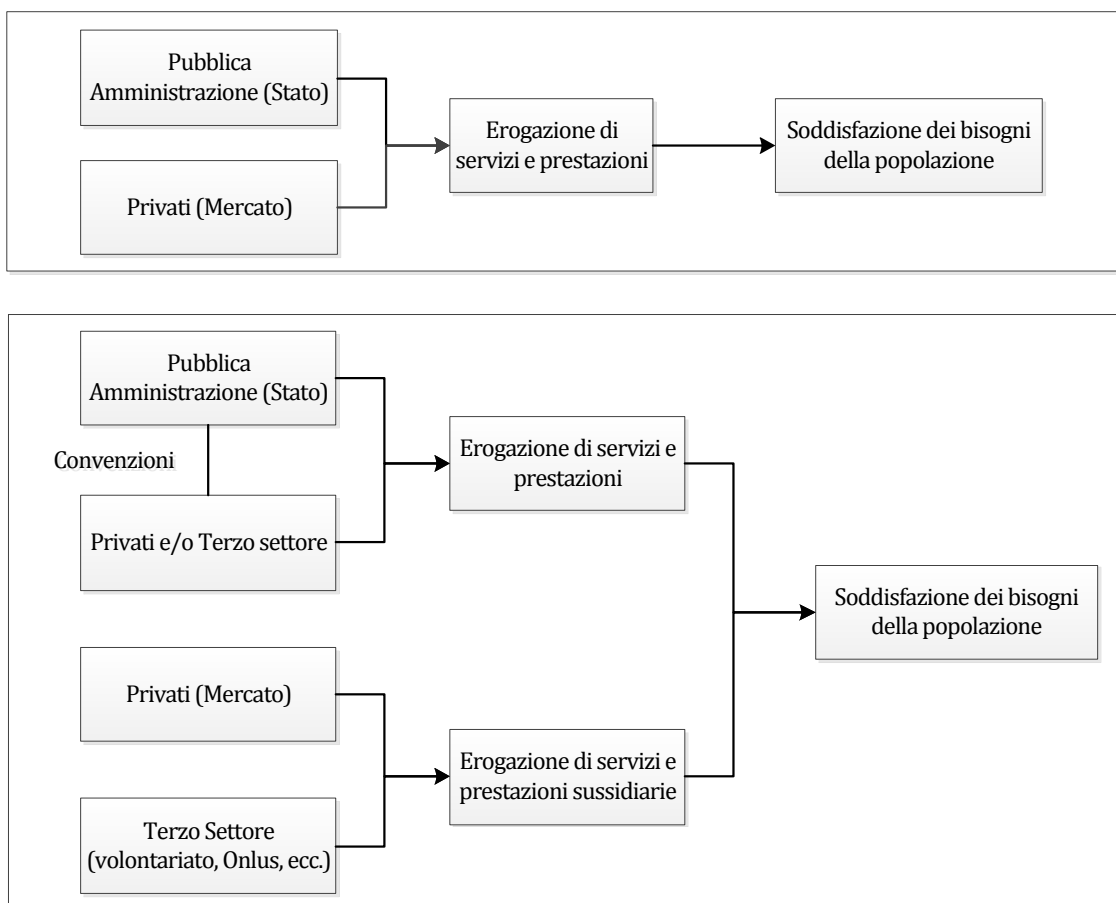 Pubblica
Amministrazione (Stato)
Erogazione di
servizi e prestazioni
Soddisfazione dei bisogni
della popolazione
Privati (Mercato)
Pubblica
Amministrazione (Stato)
Convenzioni
Privati e/o Terzo settore
Erogazione di servizi e
prestazioni
Soddisfazione dei bisogni
della popolazione
Privati (Mercato)
Erogazione di servizi e
prestazioni sussidiarie
Terzo Settore
(volontariato, Onlus, ecc.)